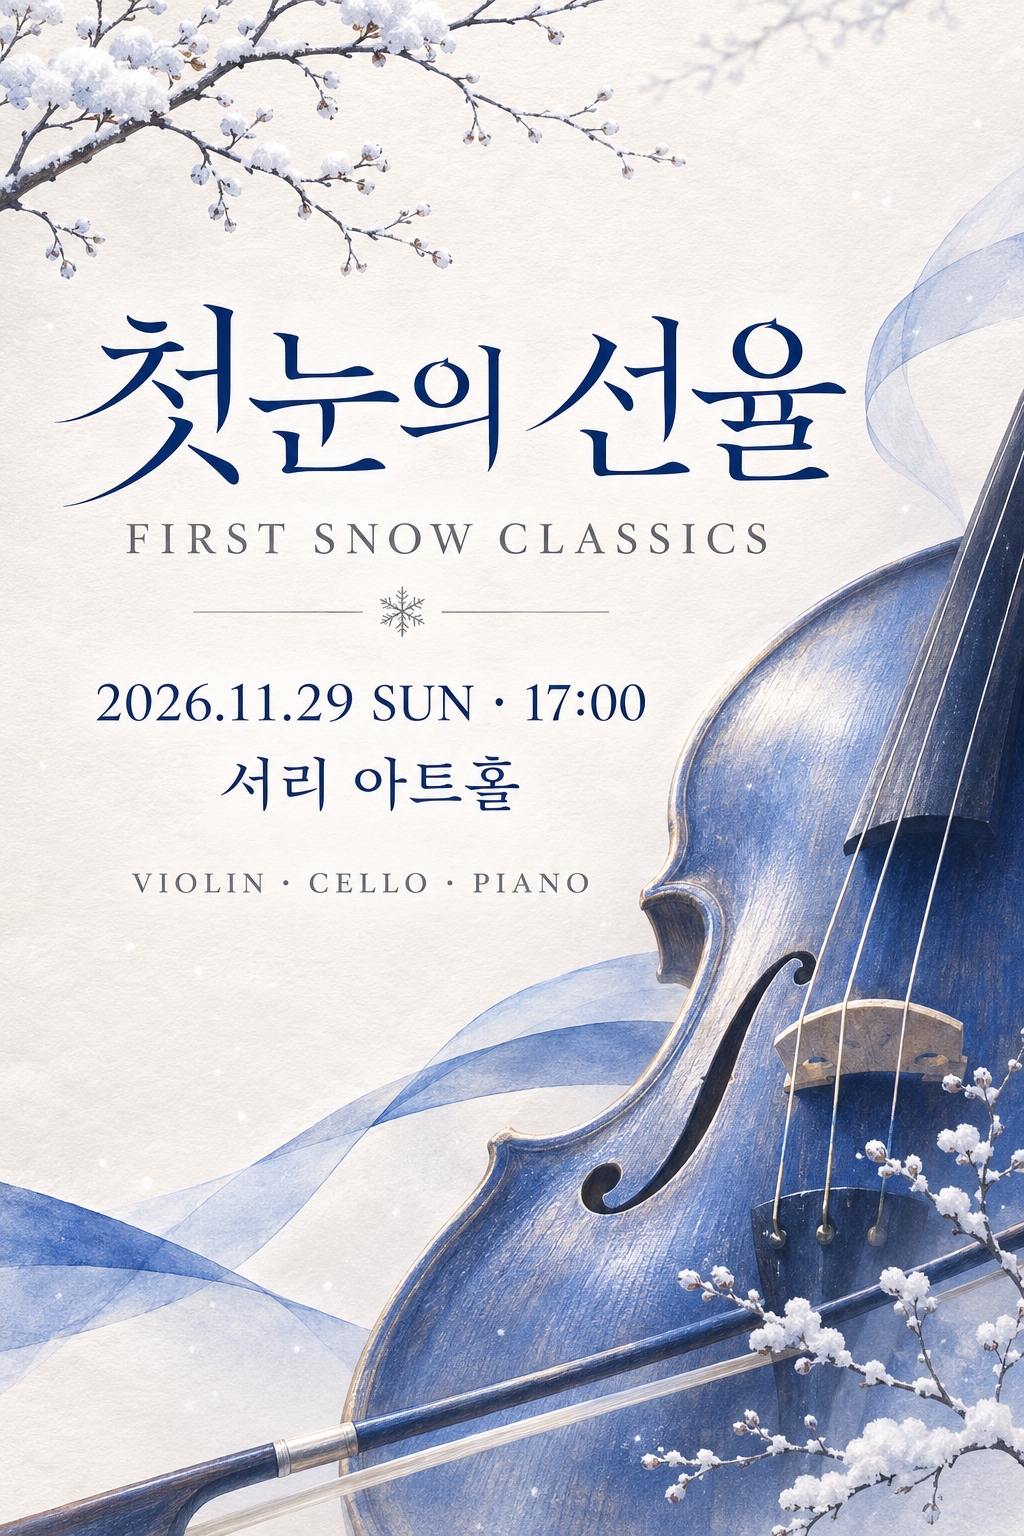 첫눈의 선율
FIRST SNOW CLASSICS
2026.11.29 SUN · 17:00
서리 아트홀
VIOLIN · CELLO · PIANO